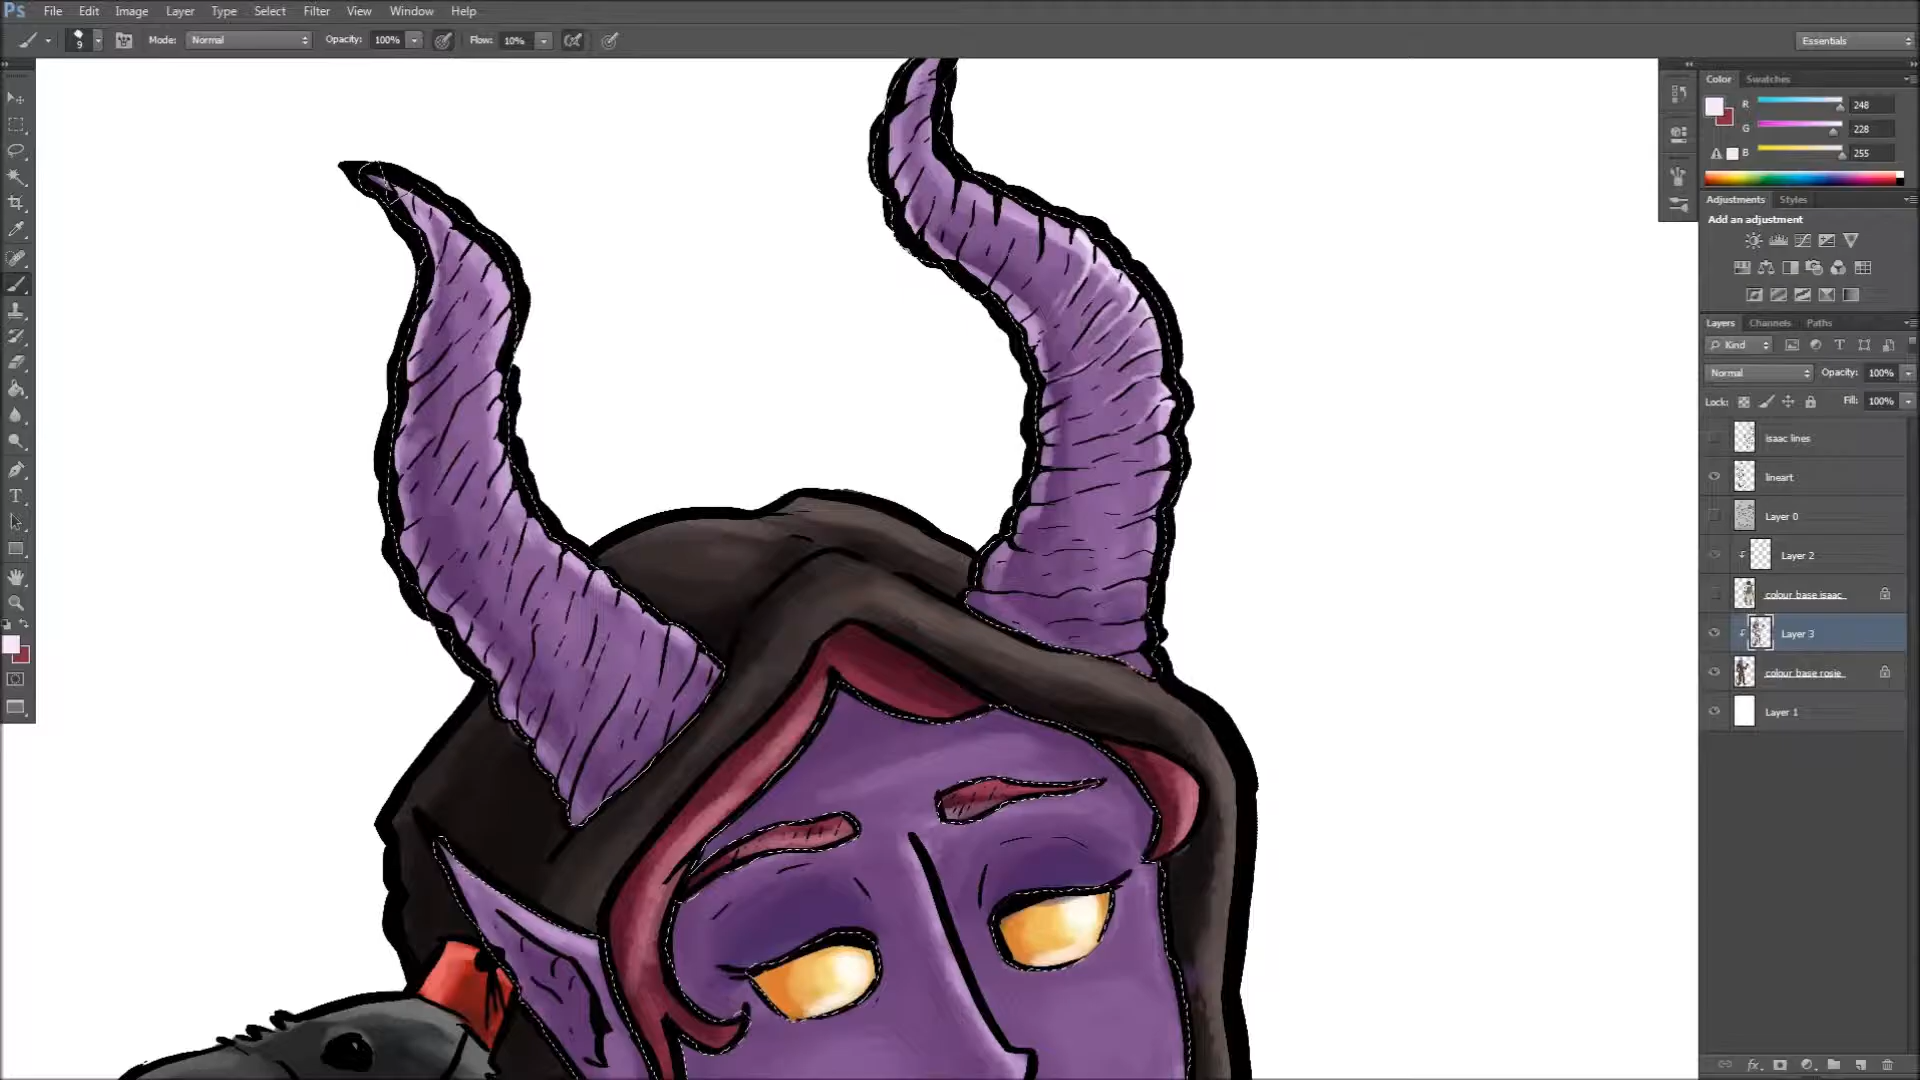 Ps File Edit Image Layer Type Select Filter View Window Help
9 Mode: Normal Opacity: 100% Flow: 10% Essentials
Color Swatches
R 248
G 228
B 255
Adjustments Styles
Add an adjustment
Layers Channels Paths
Kind T
Normal Opacity: 100%
Lock: Fill: 100%
isaac lines
lineart
Layer 0
Layer 2
colour base isaac
Layer 3
colour base rosie
Layer 1
T
fx